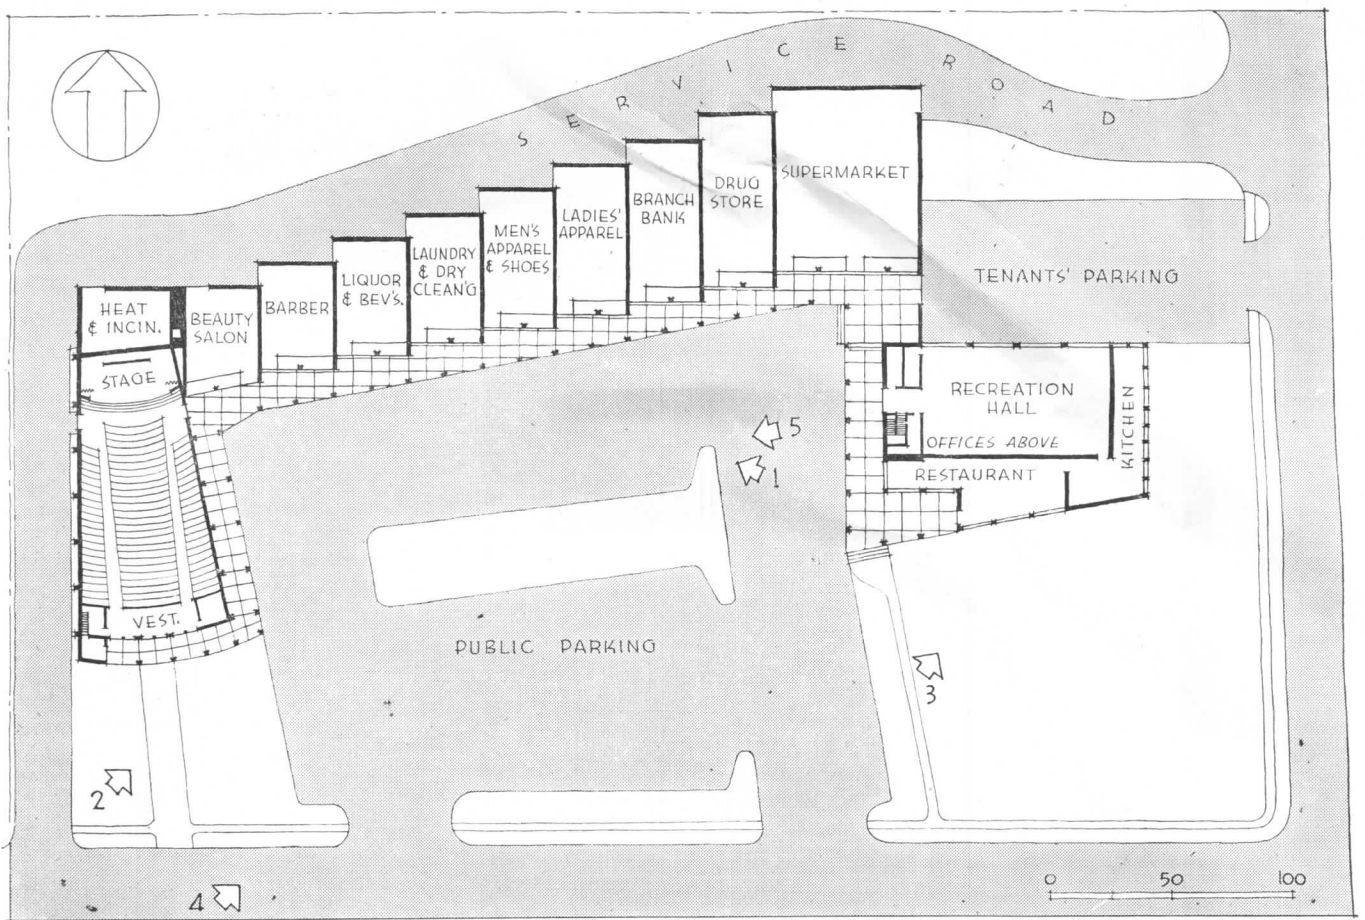 SERVICE ROAD
SUPERMARKET
DRUG
STORE
BRANCH
BANK
LADIES'
APPAREL
MEN'S
APPAREL
& SHOES
LAUNDRY
& DRY
CLEAN'G
LIQUOR
& BEV'S.
BARBER
BEAUTY
SALON
HEAT
& INCIN.
STAGE
VEST.
TENANTS' PARKING
RECREATION
HALL
OFFICES ABOVE
KITCHEN
RESTAURANT
5
1
PUBLIC PARKING
3
2
4
0 50 100